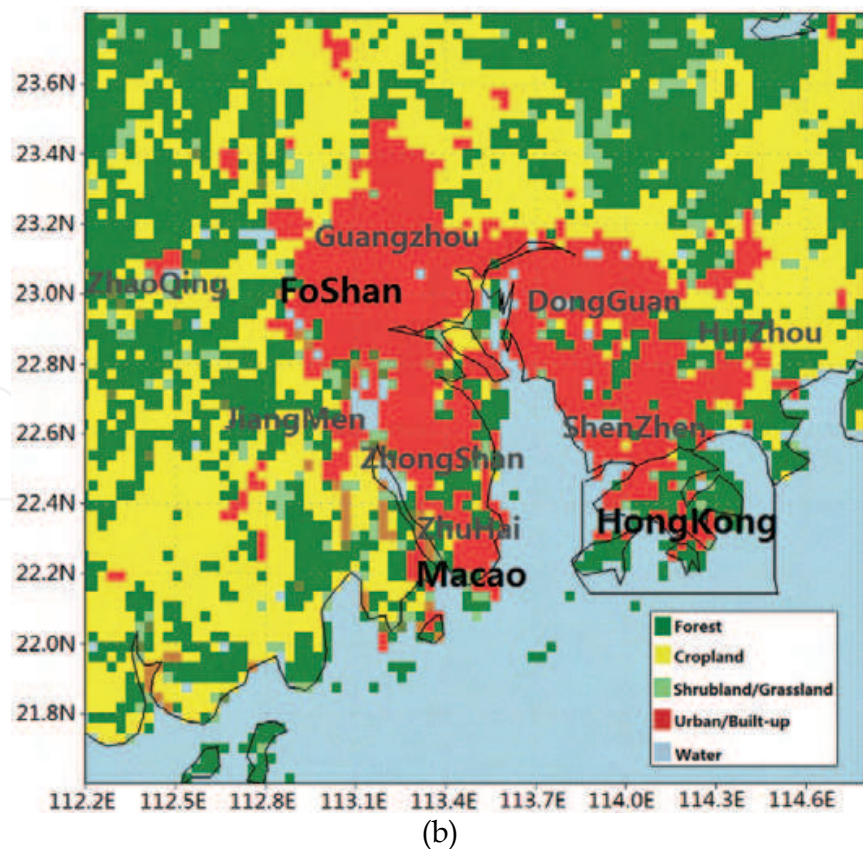 23.6N
23.4N
23.2N
Guangzhou
ZhaoQing
23.0N
FoShan
DongGuan
HuiZhou
22.8N
JiangMen
22.6N
ShenZhen
ZhongShan
22.4N
ZhuHai
HongKong
22.2N
Macao
22.0N
21.8N
Forest
Cropland
Shrubland/Grassland
Urban/Built-up
Water
112.2E 112.5E 112.8E 113.1E 113.4E 113.7E 114.0E 114.3E 114.6E
(b)